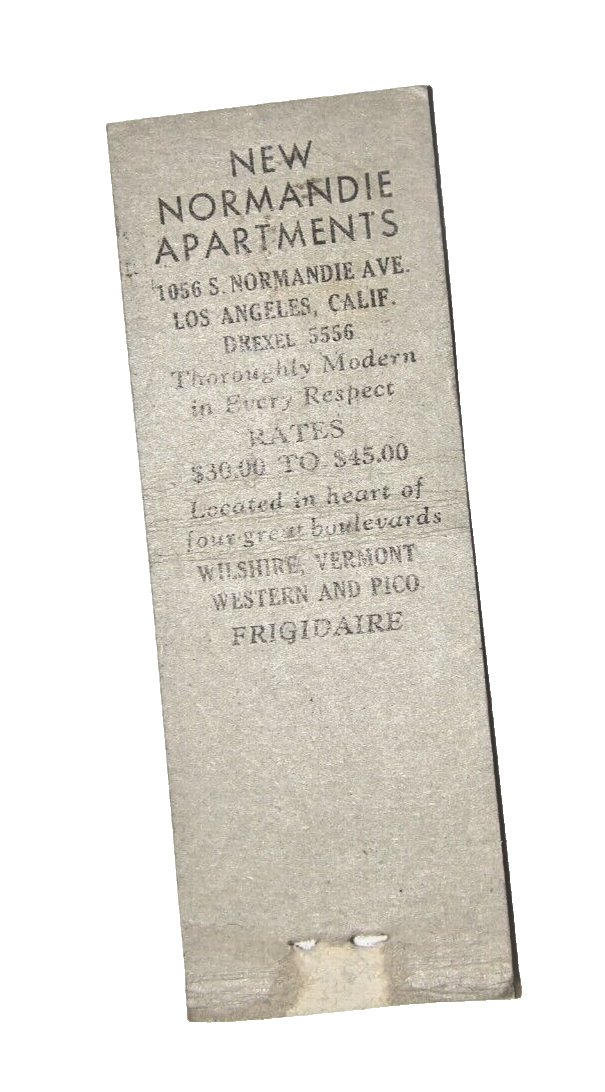 NEW
NORMANDIE
APARTMENTS
1056 S. NORMANDIE AVE.
LOS ANGELES, CALIF.
DREXEL 5556
Thoroughly Modern
in Every Respect
RATES
$30.00 TO $45.00
Located in heart of
four great boulevards
WILSHIRE, VERMONT
WESTERN AND PICO
FRIGIDAIRE